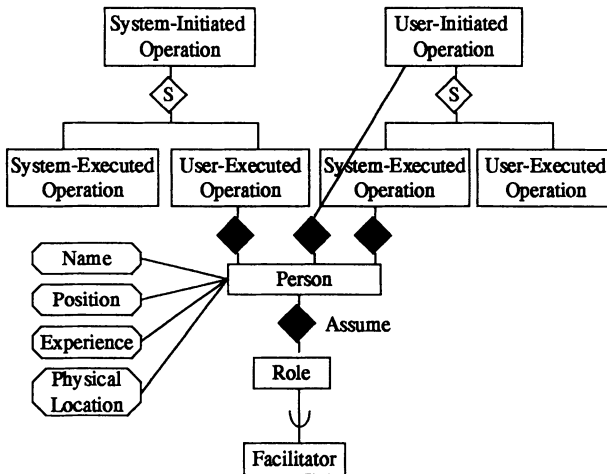 System-Initiated
Operation
User-Initiated
Operation
S
S
System-Executed
Operation
User-Executed
Operation
System-Executed
Operation
User-Executed
Operation
Name
Position
Experience
Physical
Location
Person
Assume
Role
Facilitator